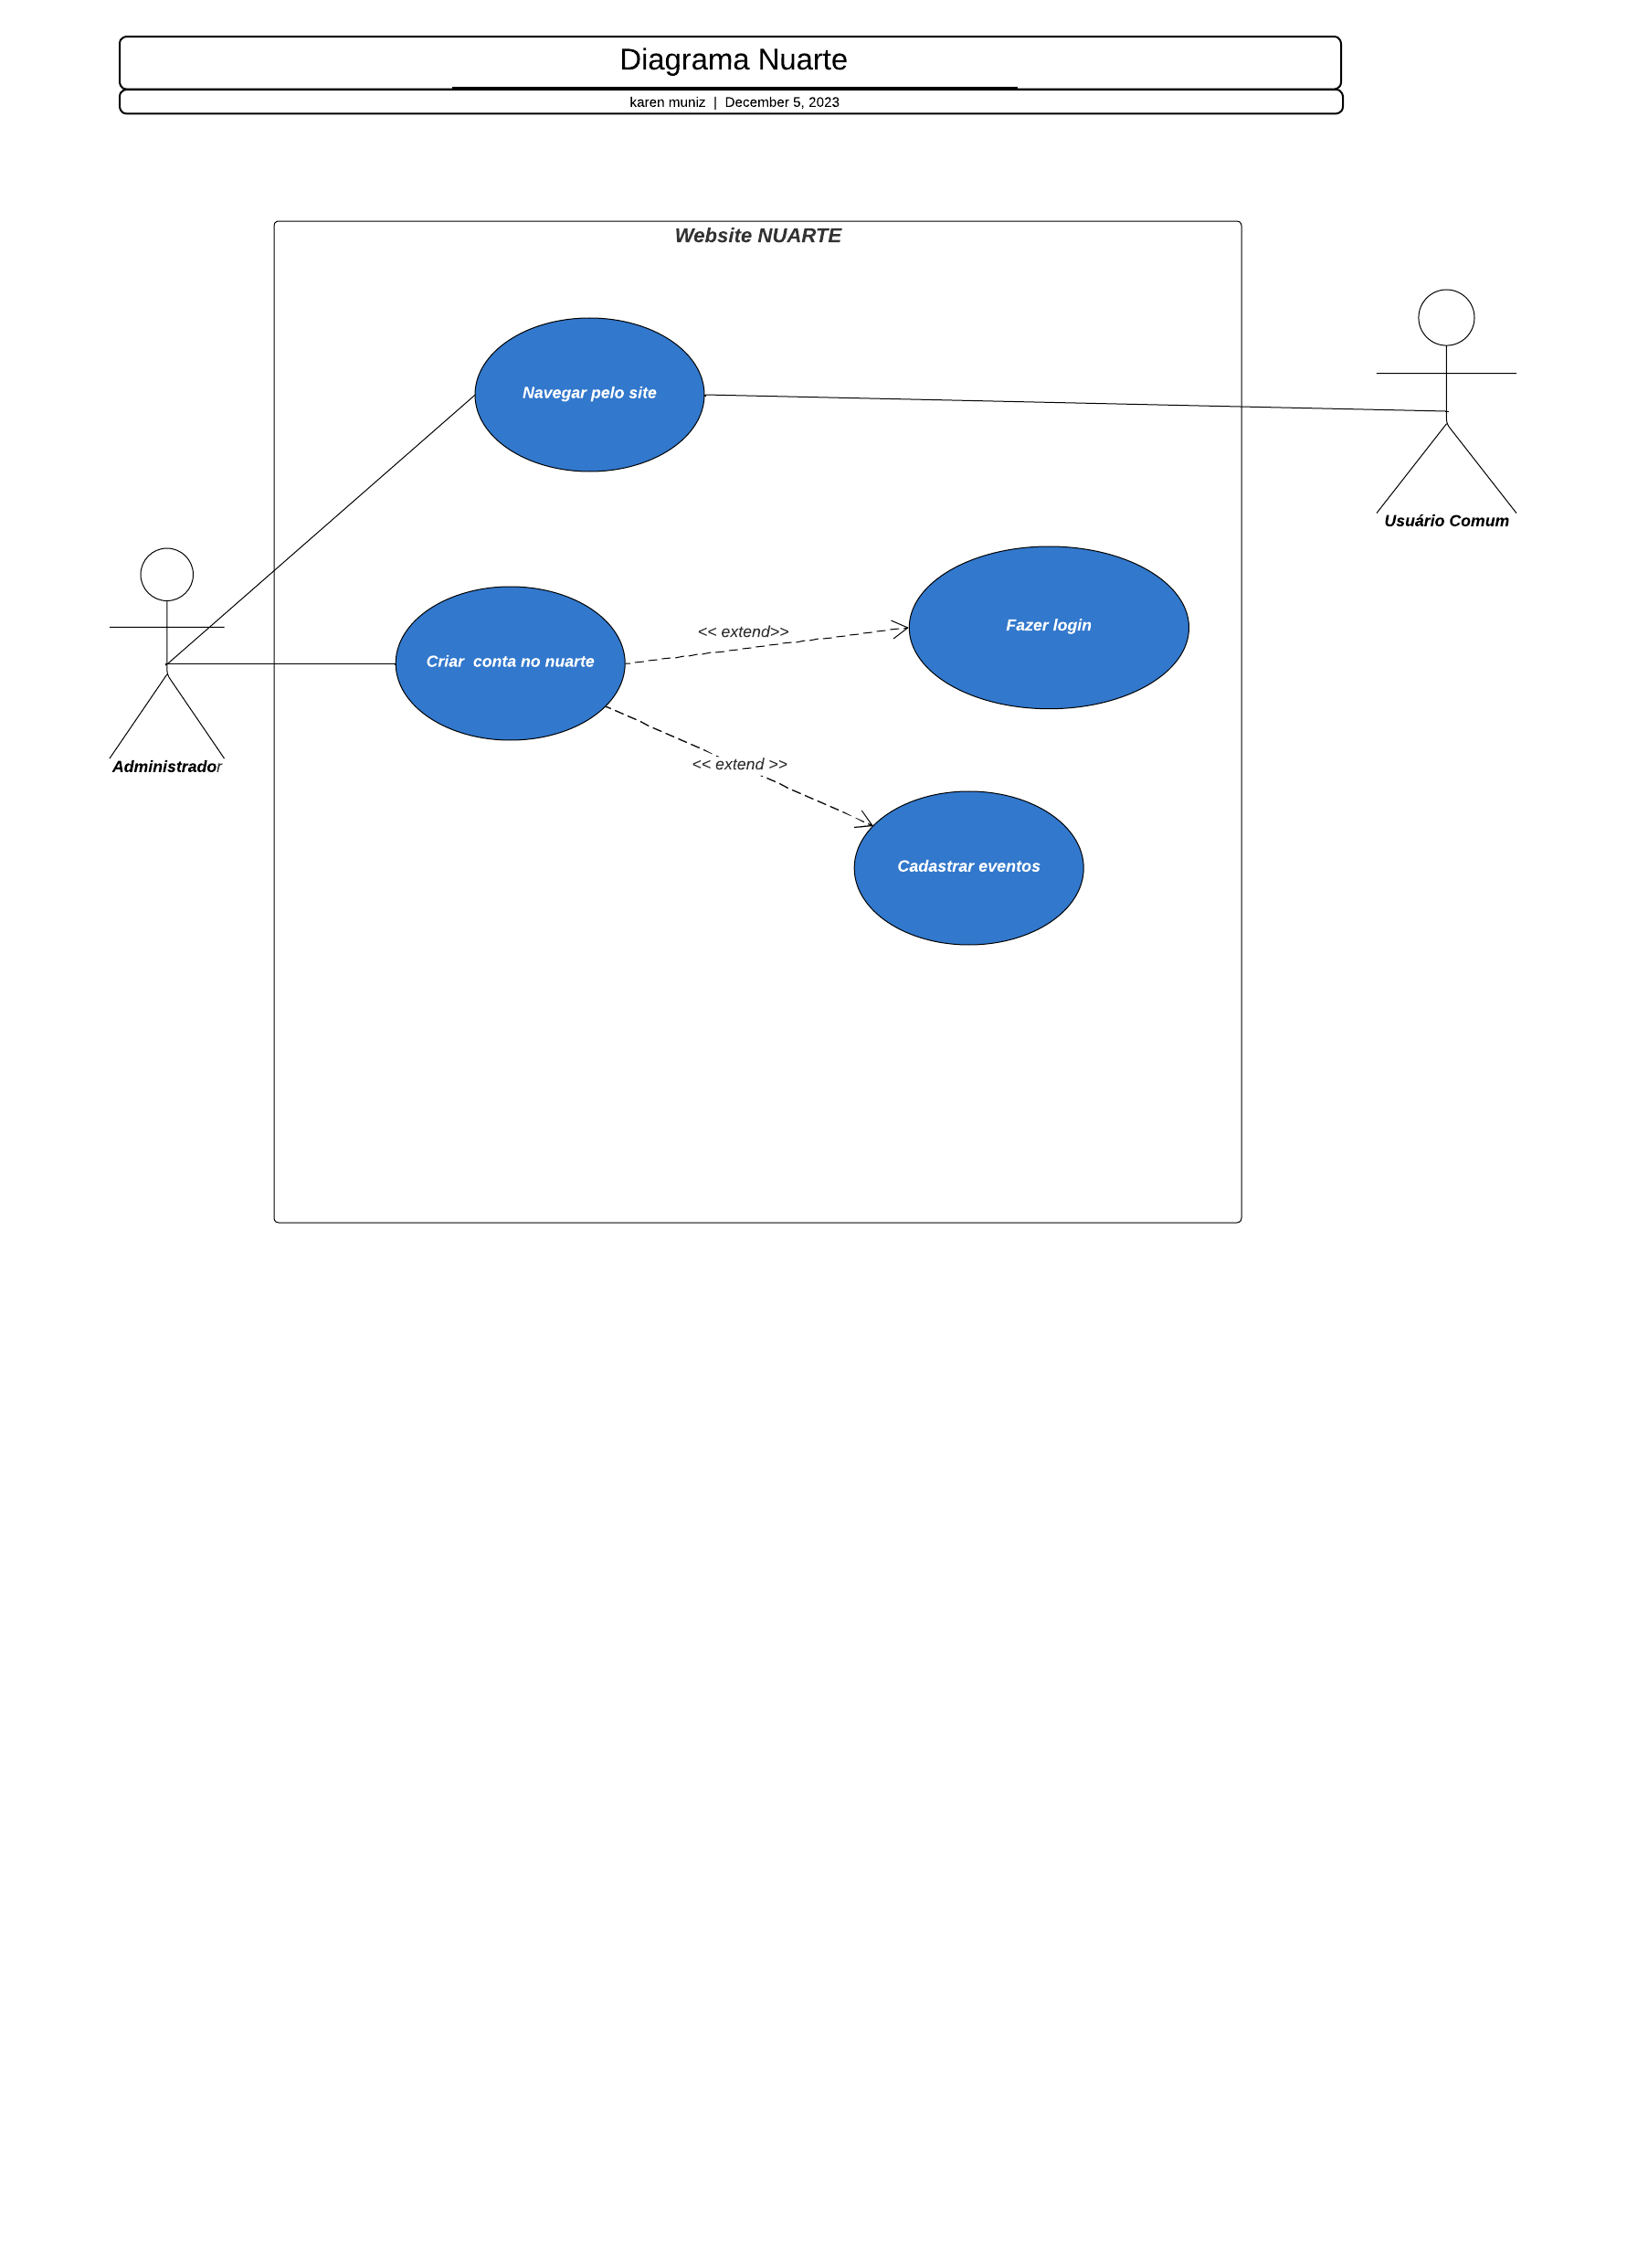 Diagrama Nuarte
karen muniz | December 5, 2023
Website NUARTE
Navegar pelo site
Usuário Comum
Fazer login
<< extend>>
Criar  conta no nuarte
Administrador
<< extend >>
Cadastrar eventos